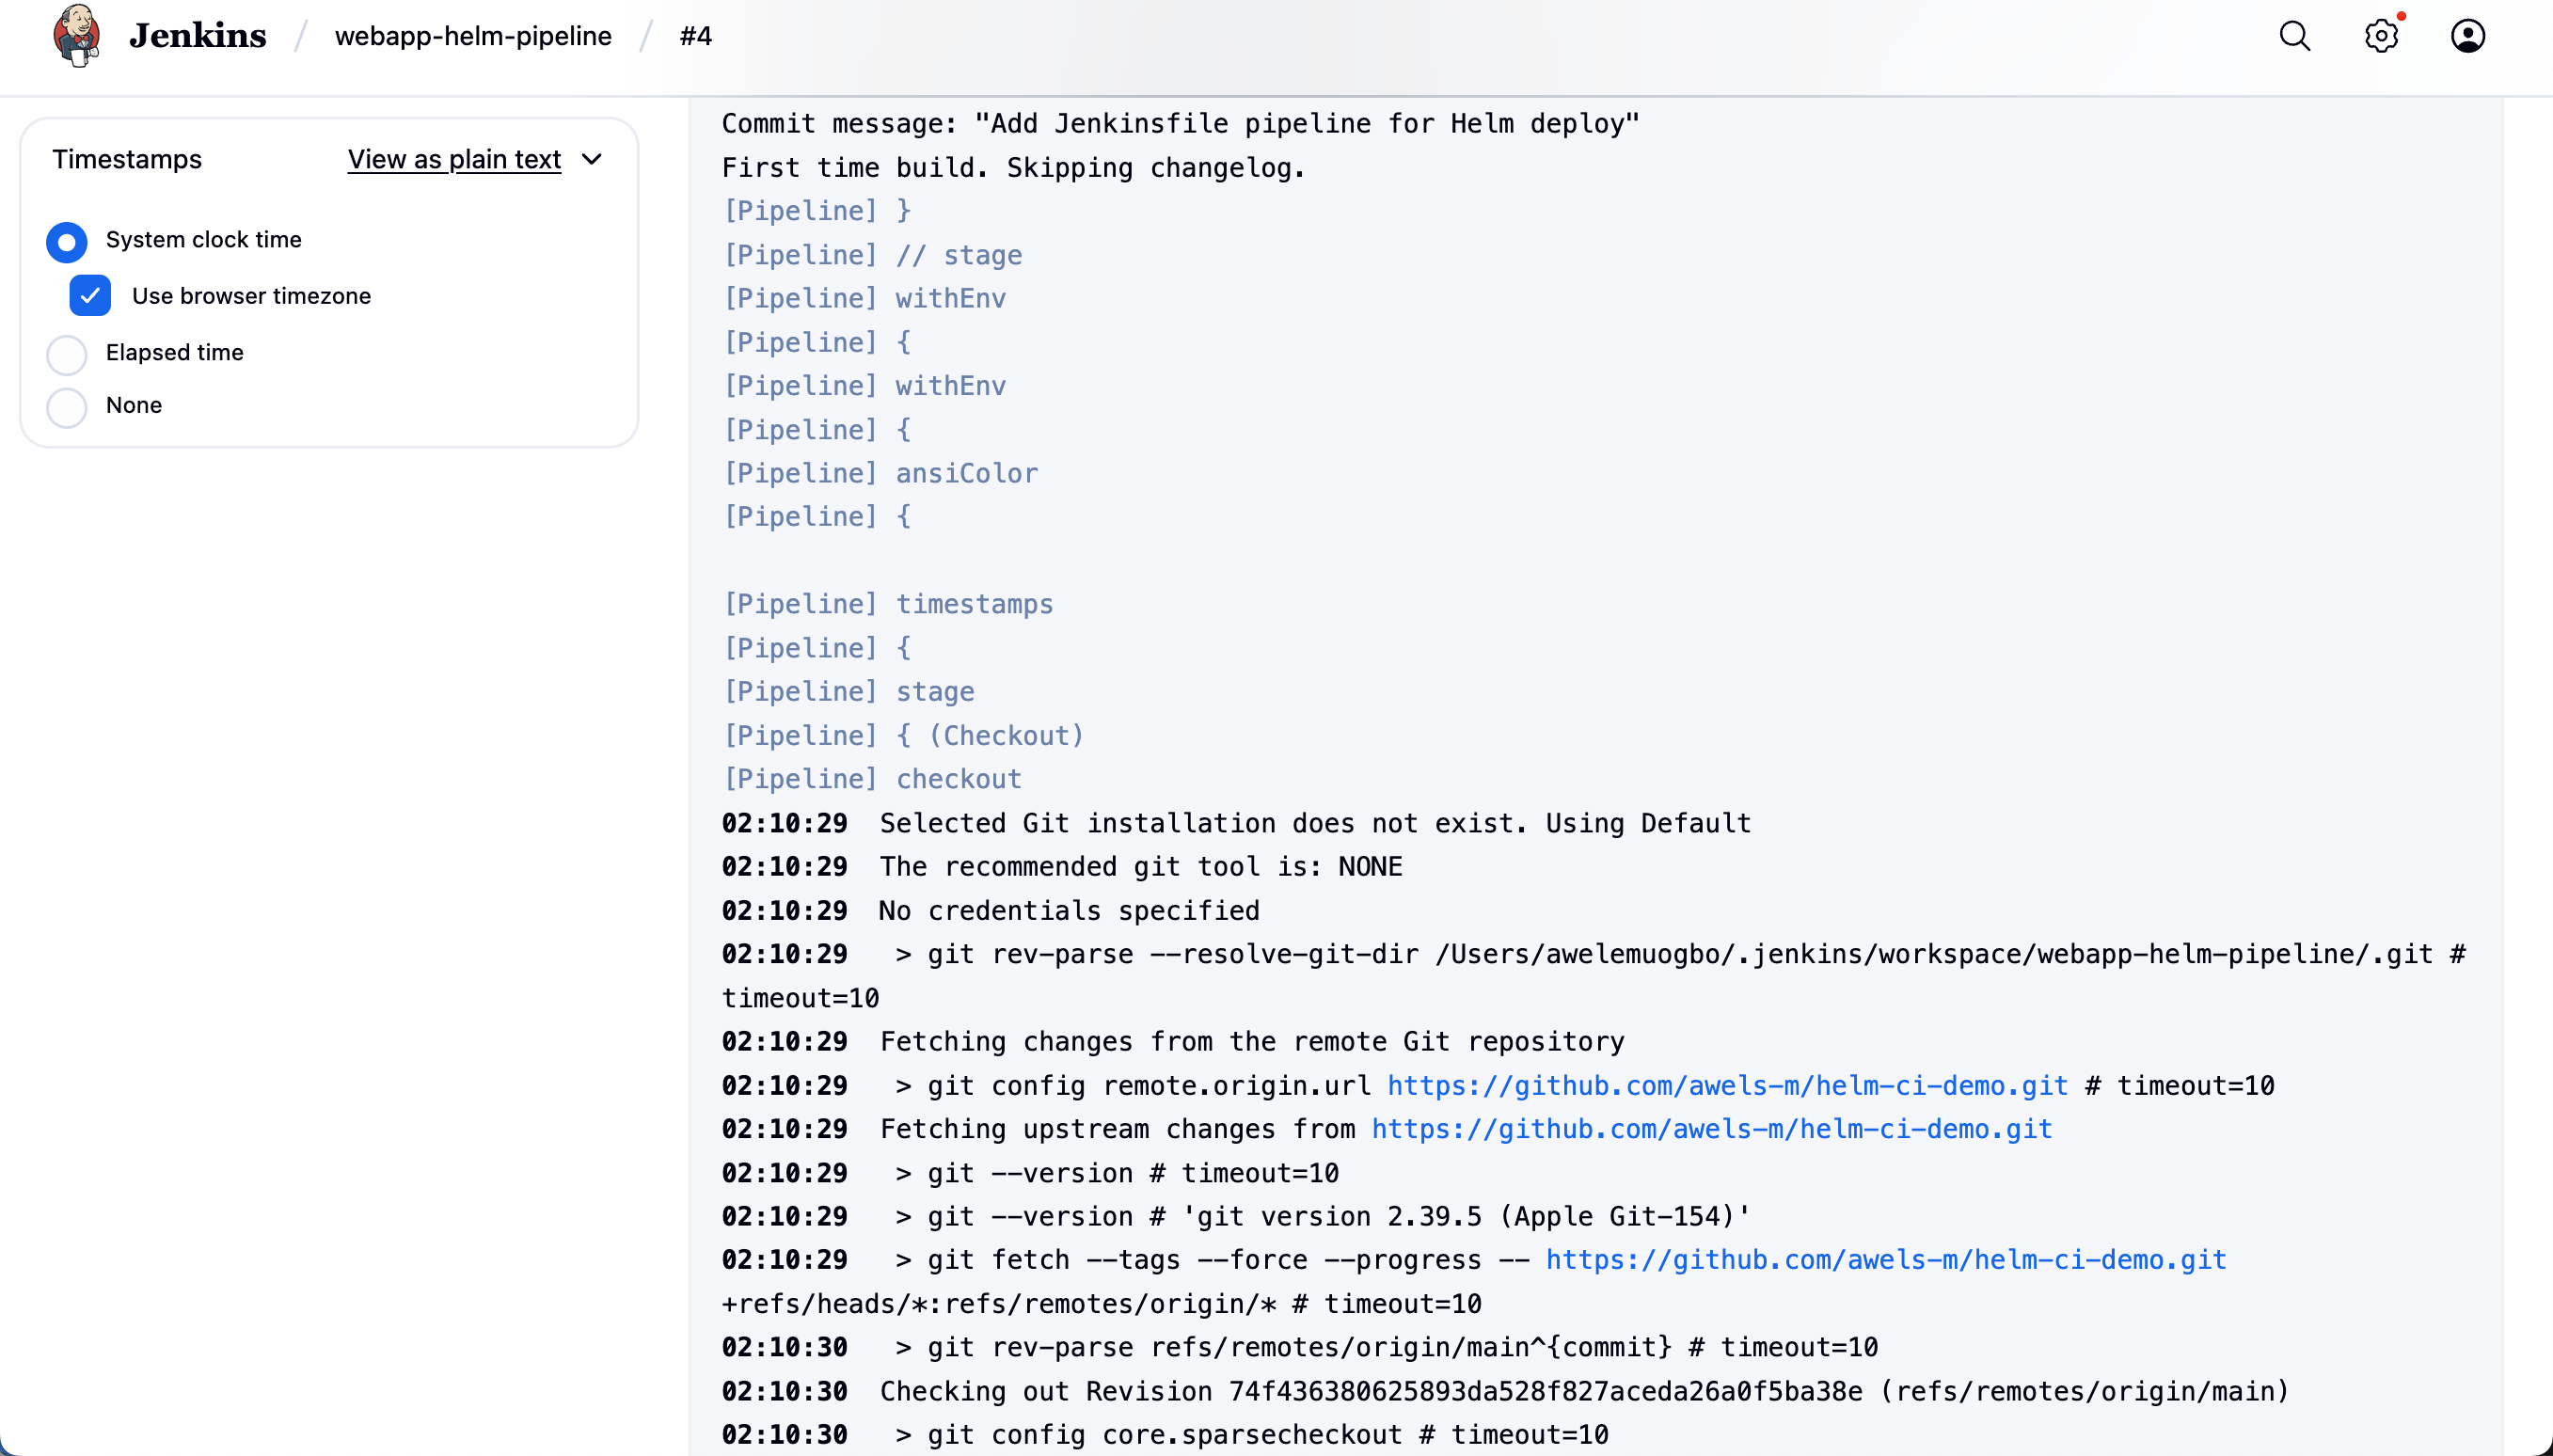 Jenkins / webapp-helm-pipeline / #4
Timestamps View as plain text
System clock time
Use browser timezone
Elapsed time
None
Commit message: "Add Jenkinsfile pipeline for Helm deploy"
First time build. Skipping changelog.
[Pipeline] }
[Pipeline] // stage
[Pipeline] withEnv
[Pipeline] {
[Pipeline] withEnv
[Pipeline] {
[Pipeline] ansiColor
[Pipeline] {
[Pipeline] timestamps
[Pipeline] {
[Pipeline] stage
[Pipeline] { (Checkout)
[Pipeline] checkout
02:10:29 Selected Git installation does not exist. Using Default
02:10:29 The recommended git tool is: NONE
02:10:29 No credentials specified
02:10:29 > git rev-parse --resolve-git-dir /Users/awelemuogbo/.jenkins/workspace/webapp-helm-pipeline/.git #
timeout=10
02:10:29 Fetching changes from the remote Git repository
02:10:29 > git config remote.origin.url https://github.com/awels-m/helm-ci-demo.git # timeout=10
02:10:29 Fetching upstream changes from https://github.com/awels-m/helm-ci-demo.git
02:10:29 > git --version # timeout=10
02:10:29 > git --version # 'git version 2.39.5 (Apple Git-154)'
02:10:29 > git fetch --tags --force --progress -- https://github.com/awels-m/helm-ci-demo.git
+refs/heads/*:refs/remotes/origin/* # timeout=10
02:10:30 > git rev-parse refs/remotes/origin/main^{commit} # timeout=10
02:10:30 Checking out Revision 74f436380625893da528f827aceda26a0f5ba38e (refs/remotes/origin/main)
02:10:30 > git config core.sparsecheckout # timeout=10